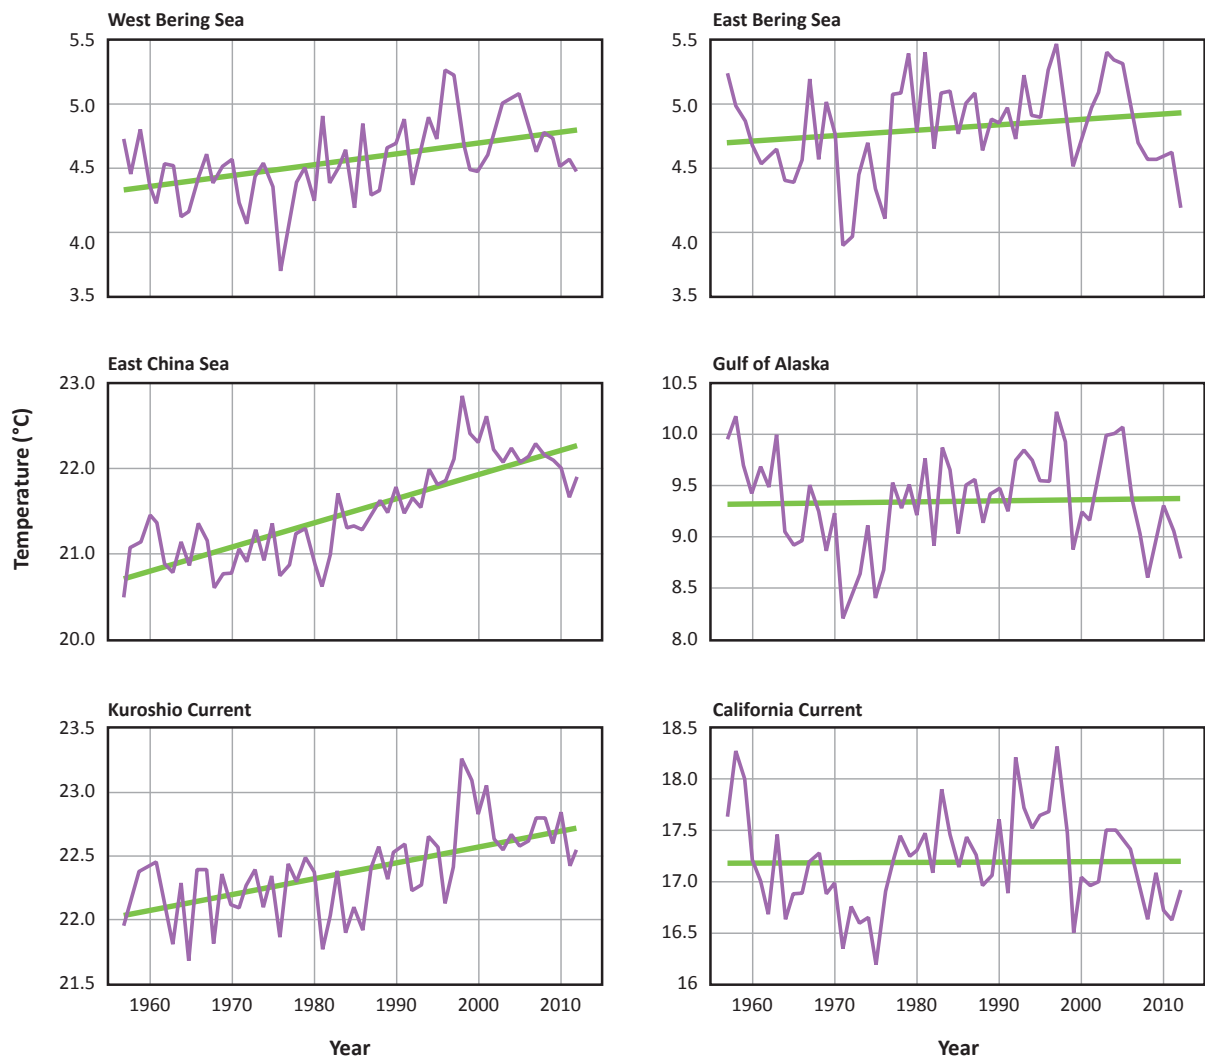 West Bering Sea
5.5
5.0
4.5
4.0
3.5
East Bering Sea
5.5
5.0
4.5
4.0
3.5
Temperature (°C)
East China Sea
23.0
22.0
21.0
20.0
Gulf of Alaska
10.5
10.0
9.5
9.0
8.5
8.0
Kuroshio Current
23.5
23.0
22.5
22.0
21.5
1960 1970 1980 1990 2000 2010
Year
California Current
18.5
18.0
17.5
17.0
16.5
16
1960 1970 1980 1990 2000 2010
Year